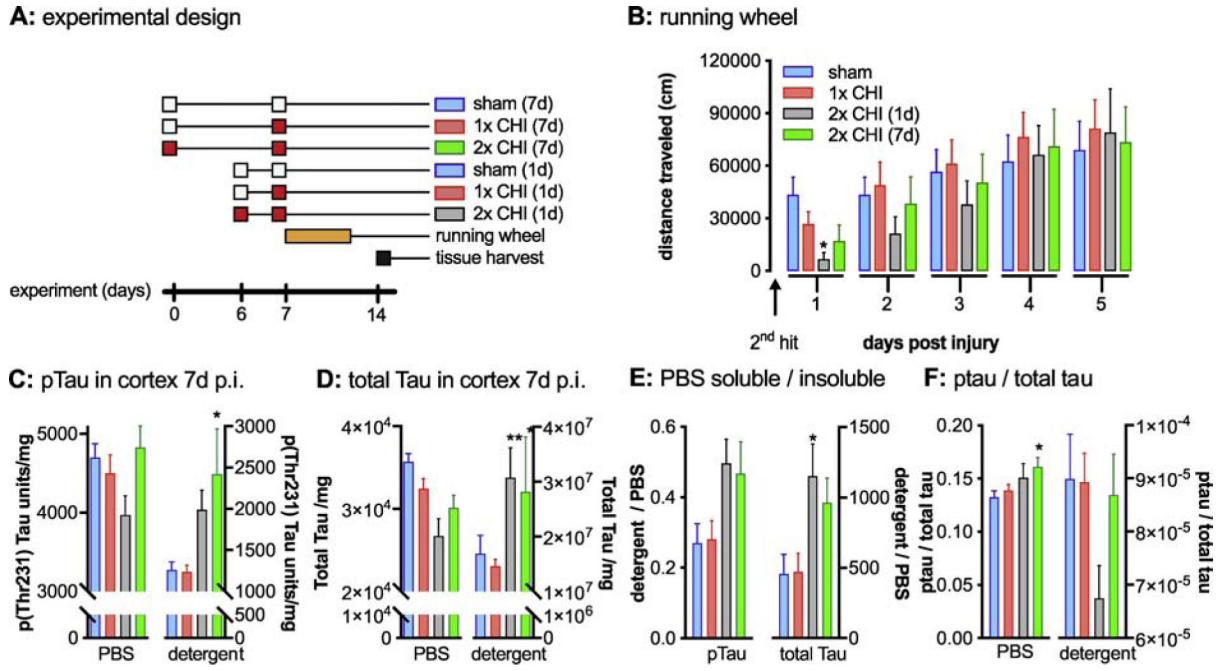 A: experimental design
sham (7d)
1x CHI (7d)
2x CHI (7d)
sham (1d)
1x CHI (1d)
2x CHI (1d)
running wheel
tissue harvest
experiment (days)
0 6 7 14
B: running wheel
distance traveled (cm)
120000
90000
60000
30000
0
sham
1x CHI
2x CHI (1d)
2x CHI (7d)
*
1 2 3 4 5
2nd hit
days post injury
C: pTau in cortex 7d p.i.
p(Thr231) Tau units/mg
5000
4000
3000
0
*
3000
2500
2000
1500
1000
500
0
p(Thr231) Tau units/mg
PBS detergent
D: total Tau in cortex 7d p.i.
Total Tau /mg
4×10⁴
3×10⁴
2×10⁴
1×10⁴
0
** *
4×10⁷
3×10⁷
2×10⁷
1×10⁷
1×10⁶
0
Total Tau /mg
PBS detergent
E: PBS soluble / insoluble
detergent / PBS
0.6
0.4
0.2
0.0
*
1500
1000
500
0
detergent / PBS
pTau total Tau
F: ptau / total tau
ptau / total tau
0.20
0.15
0.10
0.05
0.00
*
1×10⁻⁴
9×10⁻⁵
8×10⁻⁵
7×10⁻⁵
6×10⁻⁵
ptau / total tau
PBS detergent